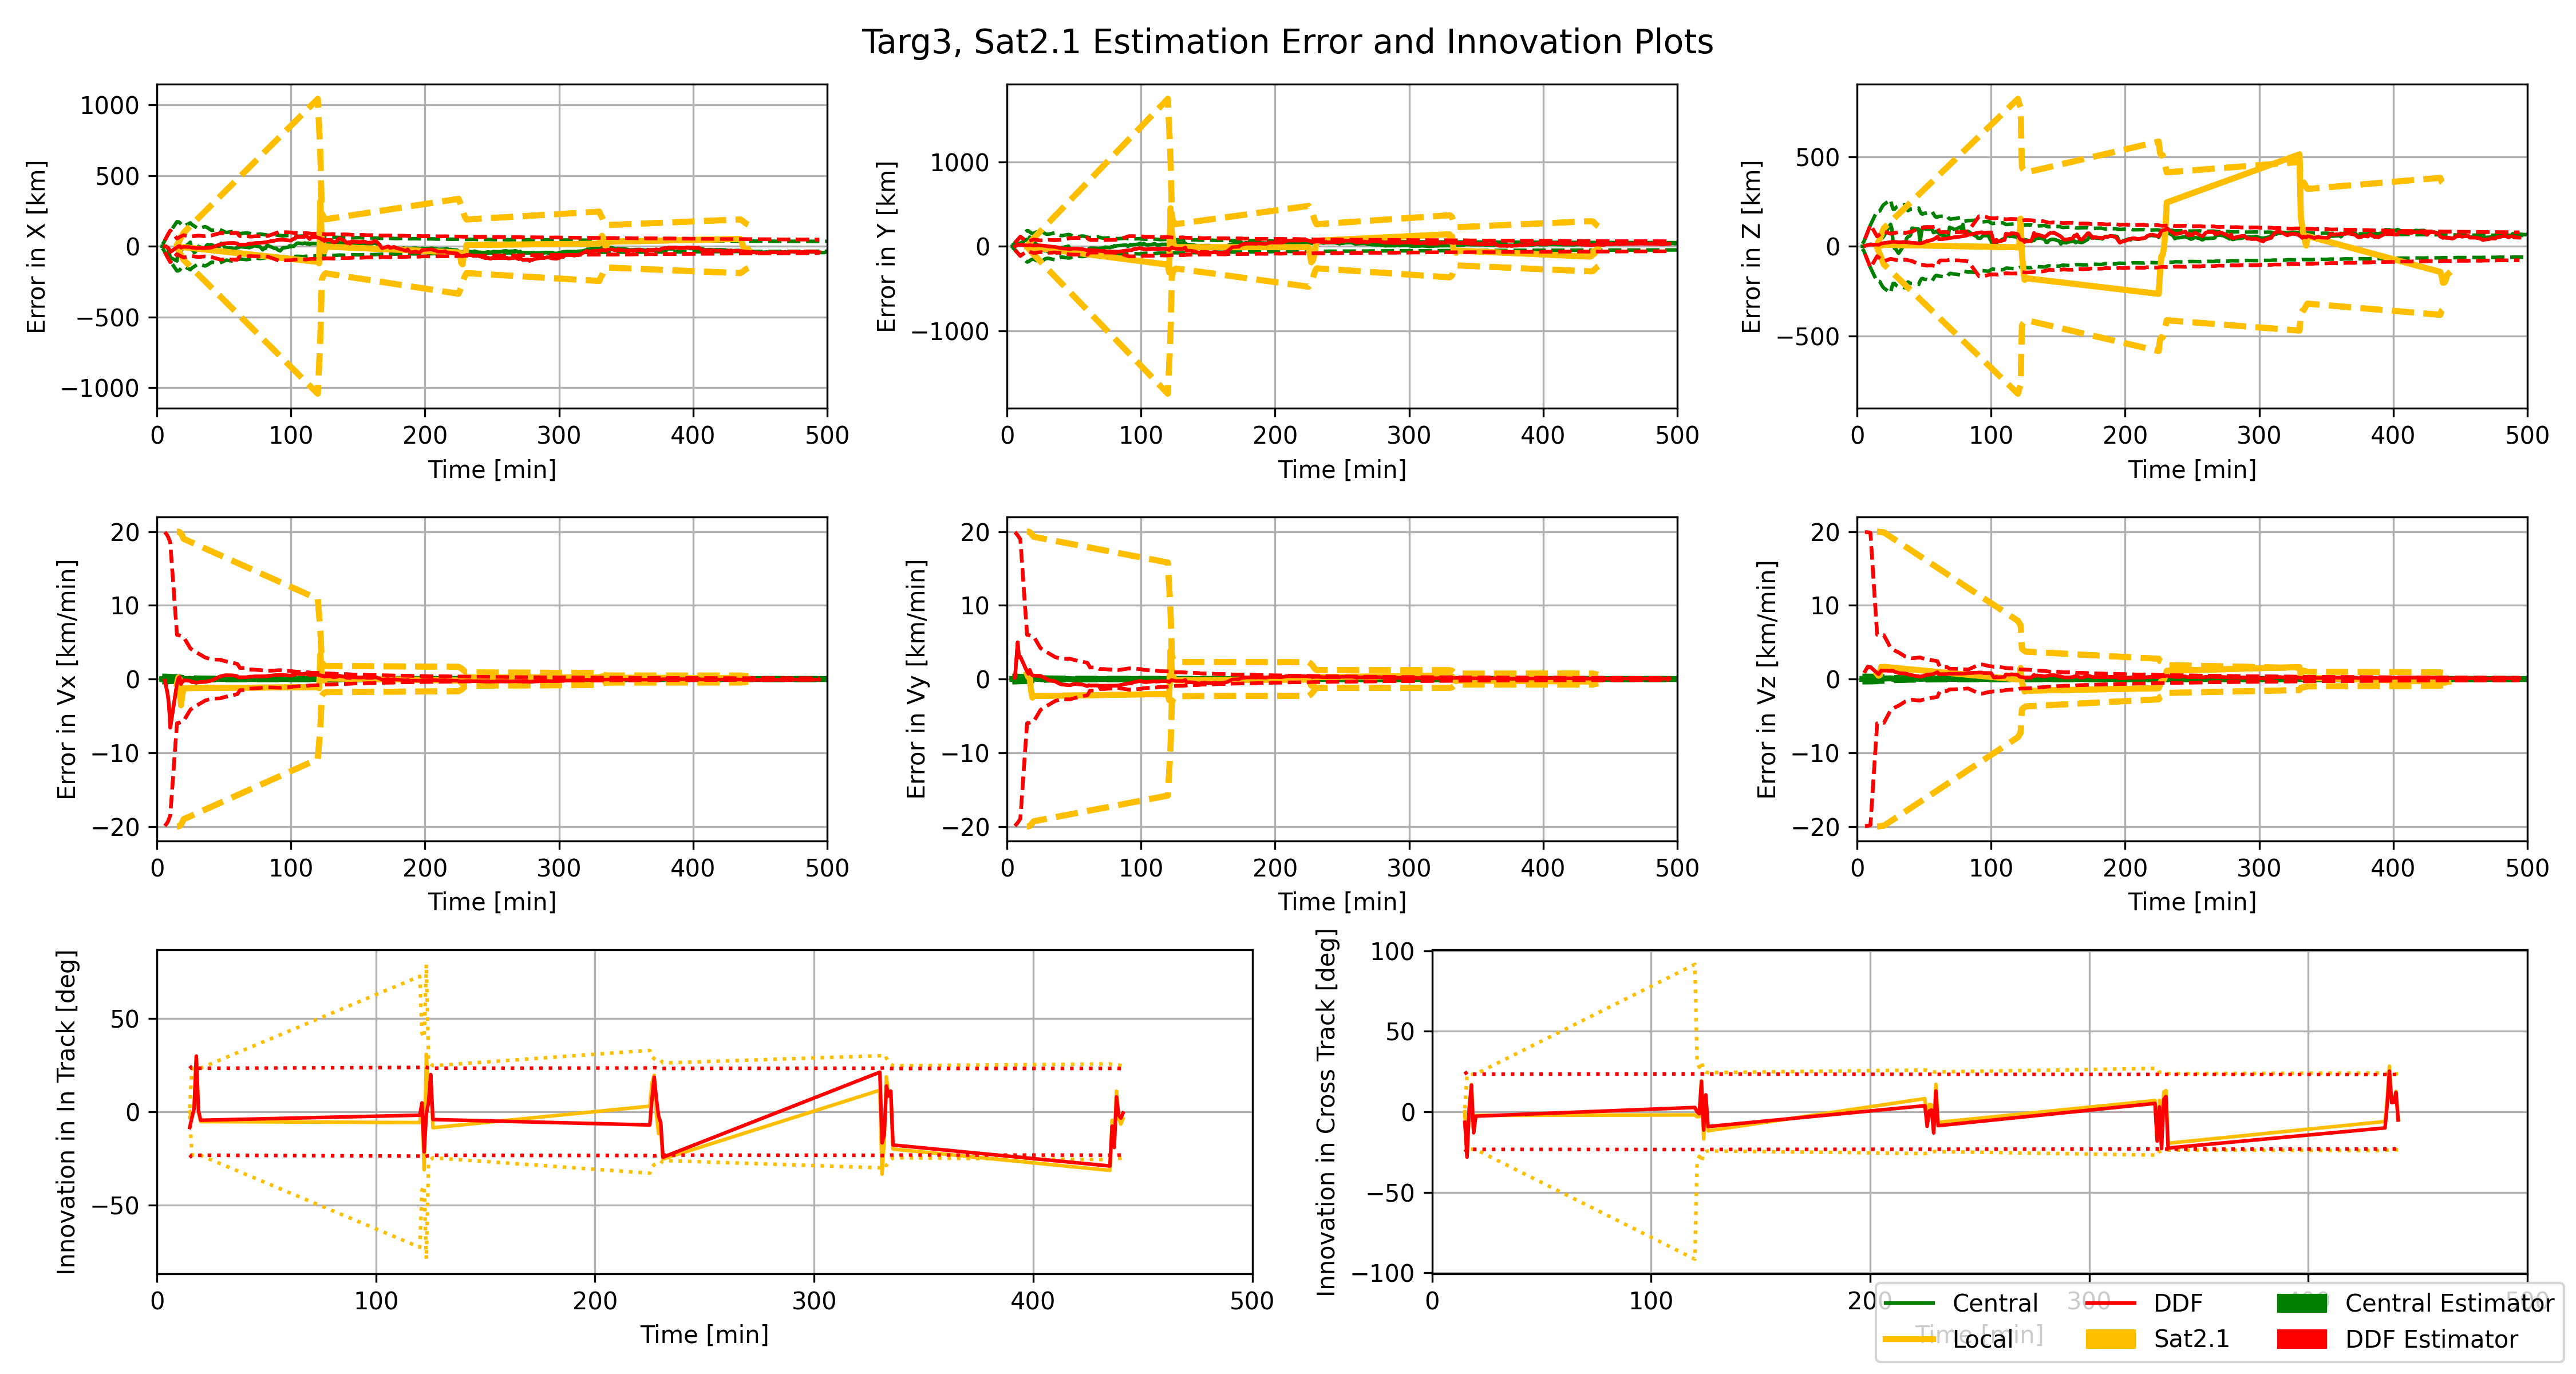 Targ3, Sat2.1 Estimation Error and Innovation Plots
Error in X [km]
1000
500
0
−500
−1000
0 100 200 300 400 500
Time [min]
Error in Y [km]
1000
0
−1000
0 100 200 300 400 500
Time [min]
Error in Z [km]
500
0
−500
0 100 200 300 400 500
Time [min]
Error in Vx [km/min]
20
10
0
−10
−20
0 100 200 300 400 500
Time [min]
Error in Vy [km/min]
20
10
0
−10
−20
0 100 200 300 400 500
Time [min]
Error in Vz [km/min]
20
10
0
−10
−20
0 100 200 300 400 500
Time [min]
Innovation in In Track [deg]
50
0
−50
0 100 200 300 400 500
Time [min]
Innovation in Cross Track [deg]
100
50
0
−50
−100
0 100 200 300 400 500
Time [min]
Central DDF Central Estimator
Local Sat2.1 DDF Estimator